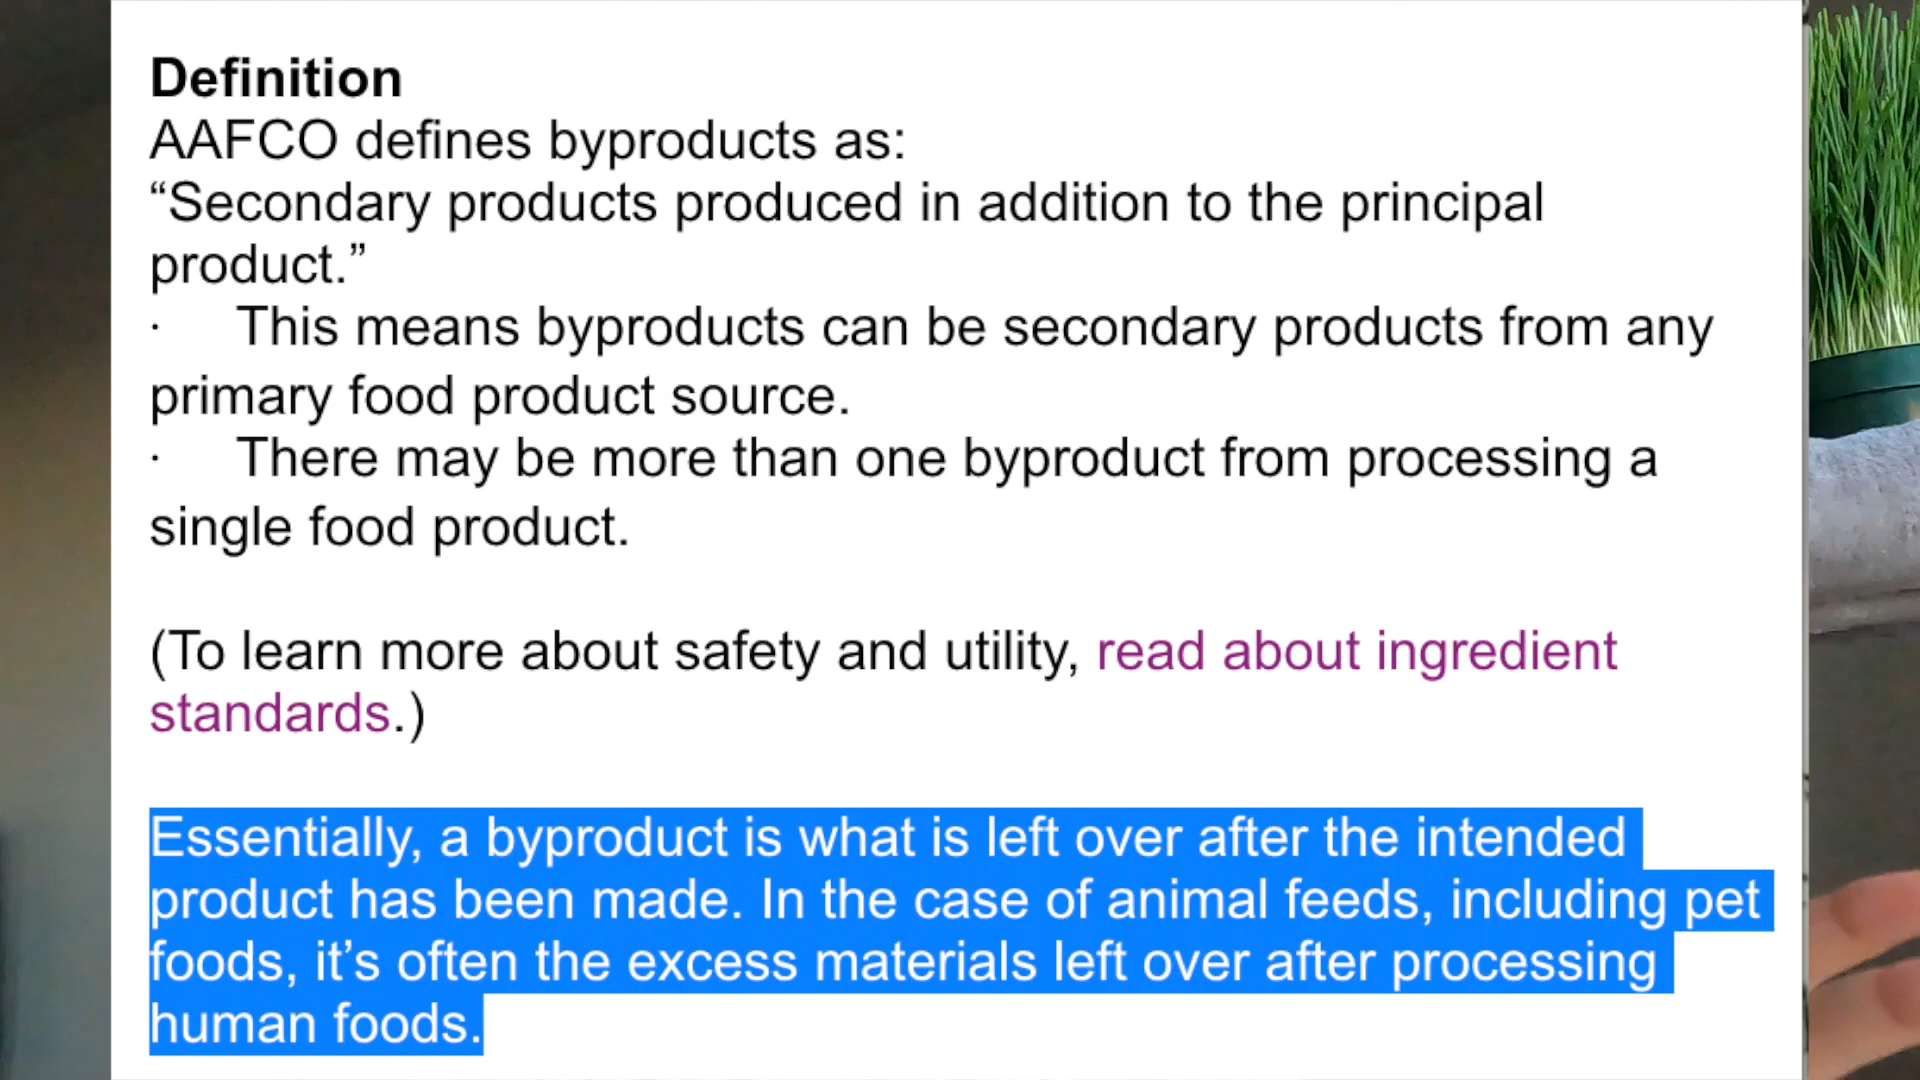 Definition
AAFCO defines byproducts as:
“Secondary products produced in addition to the principal
product.”
· This means byproducts can be secondary products from any
primary food product source.
· There may be more than one byproduct from processing a
single food product.
(To learn more about safety and utility, read about ingredient
standards.)
Essentially, a byproduct is what is left over after the intended
product has been made. In the case of animal feeds, including pet
foods, it’s often the excess materials left over after processing
human foods.